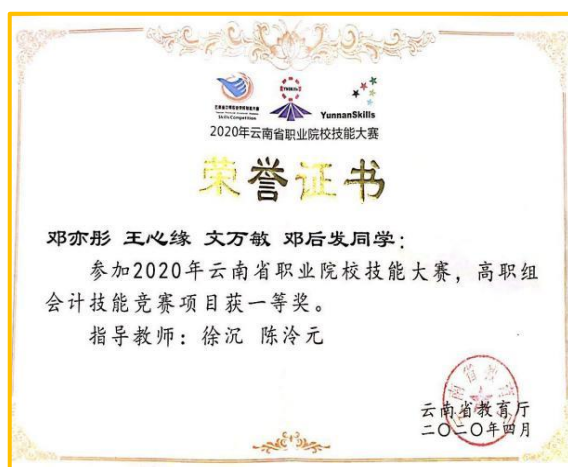 Skills Competition
YunnanSkills
2020年云南省职业院校技能大赛
荣誉证书
邓亦彤 王心缘 文万敏 邓后发同学:
参加2020年云南省职业院校技能大赛,高职组
会计技能竞赛项目获一等奖。
指导教师:徐沉 陈泠元
云南省教育厅
二〇二〇年四月